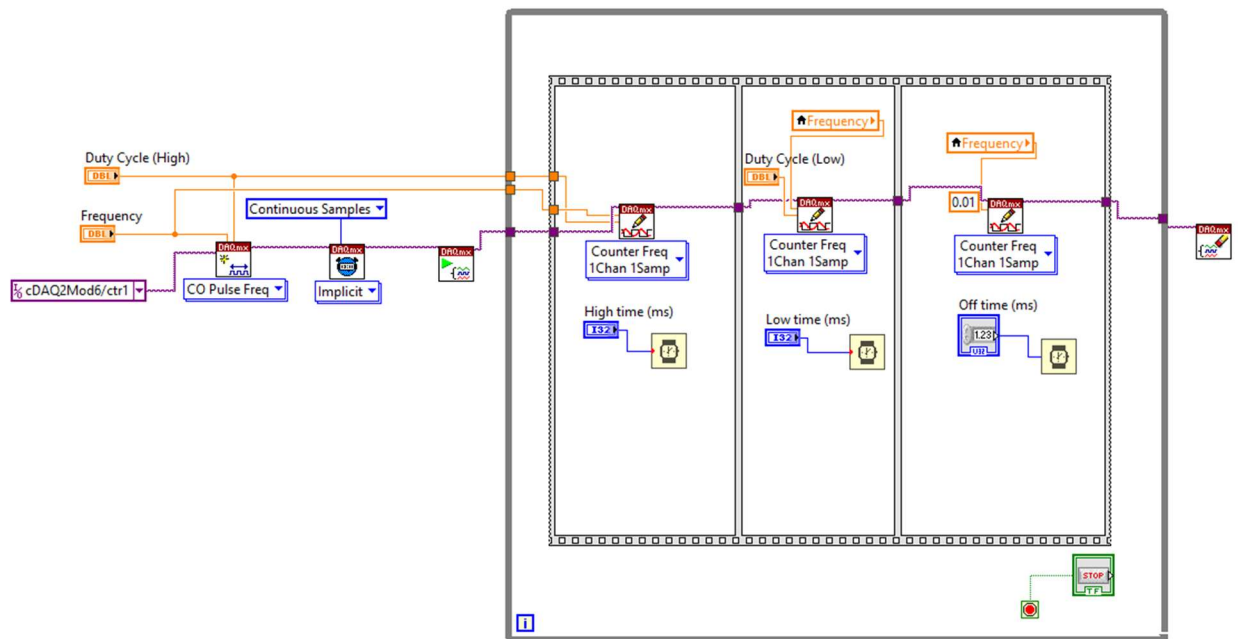 Duty Cycle (High)
DBL
Frequency
DBL
cDAQ2Mod6/ctr1
DAQmx
CO Pulse Freq
Continuous Samples
DAQmx
Implicit
DAQmx
DAQmx
Counter Freq
1Chan 1Samp
High time (ms)
I32
Frequency
Duty Cycle (Low)
DBL
DAQmx
Counter Freq
1Chan 1Samp
Low time (ms)
I32
Frequency
0.01
DAQmx
Counter Freq
1Chan 1Samp
Off time (ms)
1.23
STOP
TF
i
DAQmx